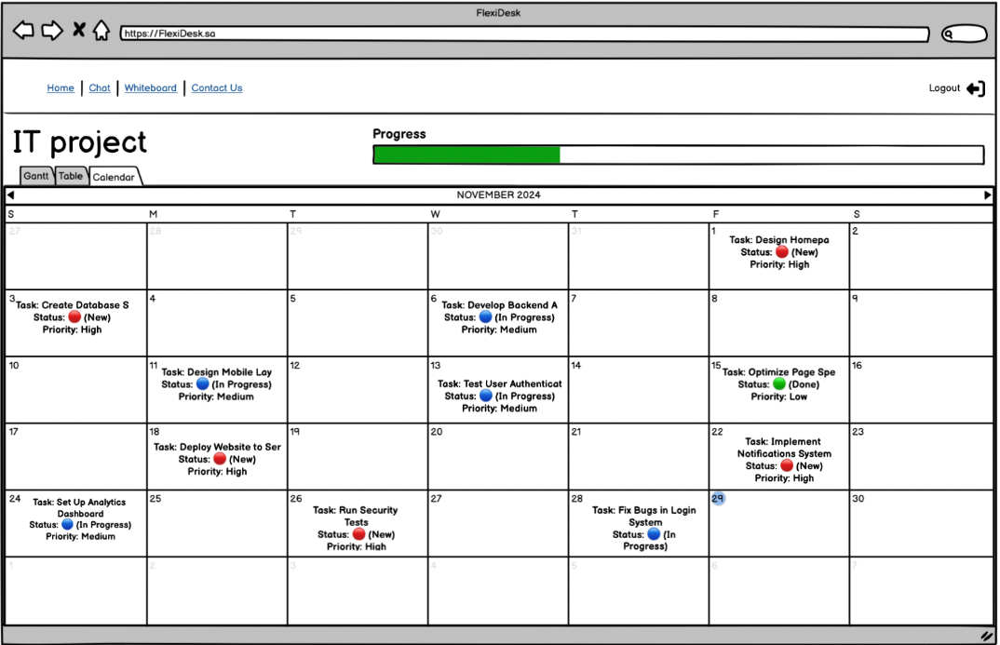 FlexiDesk
https://FlexiDesk.sa
Home Chat Whiteboard Contact Us
Logout
IT project
Progress
Gantt Table Calendar
NOVEMBER 2024
S M T W T F S
27 28 29 30 31 1 2
Task: Design Homepa
Status: (New)
Priority: High
3 4 5 6 7 8 9
Task: Create Database S
Status: (New)
Priority: High
Task: Develop Backend A
Status: (In Progress)
Priority: Medium
10 11 12 13 14 15 16
Task: Design Mobile Lay
Status: (In Progress)
Priority: Medium
Task: Test User Authenticat
Status: (In Progress)
Priority: Medium
Task: Optimize Page Spe
Status: (Done)
Priority: Low
17 18 19 20 21 22 23
Task: Deploy Website to Ser
Status: (New)
Priority: High
Task: Implement
Notifications System
Status: (New)
Priority: High
24 25 26 27 28 29 30
Task: Set Up Analytics
Dashboard
Status: (In Progress)
Priority: Medium
Task: Run Security
Tests
Status: (New)
Priority: High
Task: Fix Bugs in Login
System
Status: (In
Progress)
1 2 3 4 5 6 7